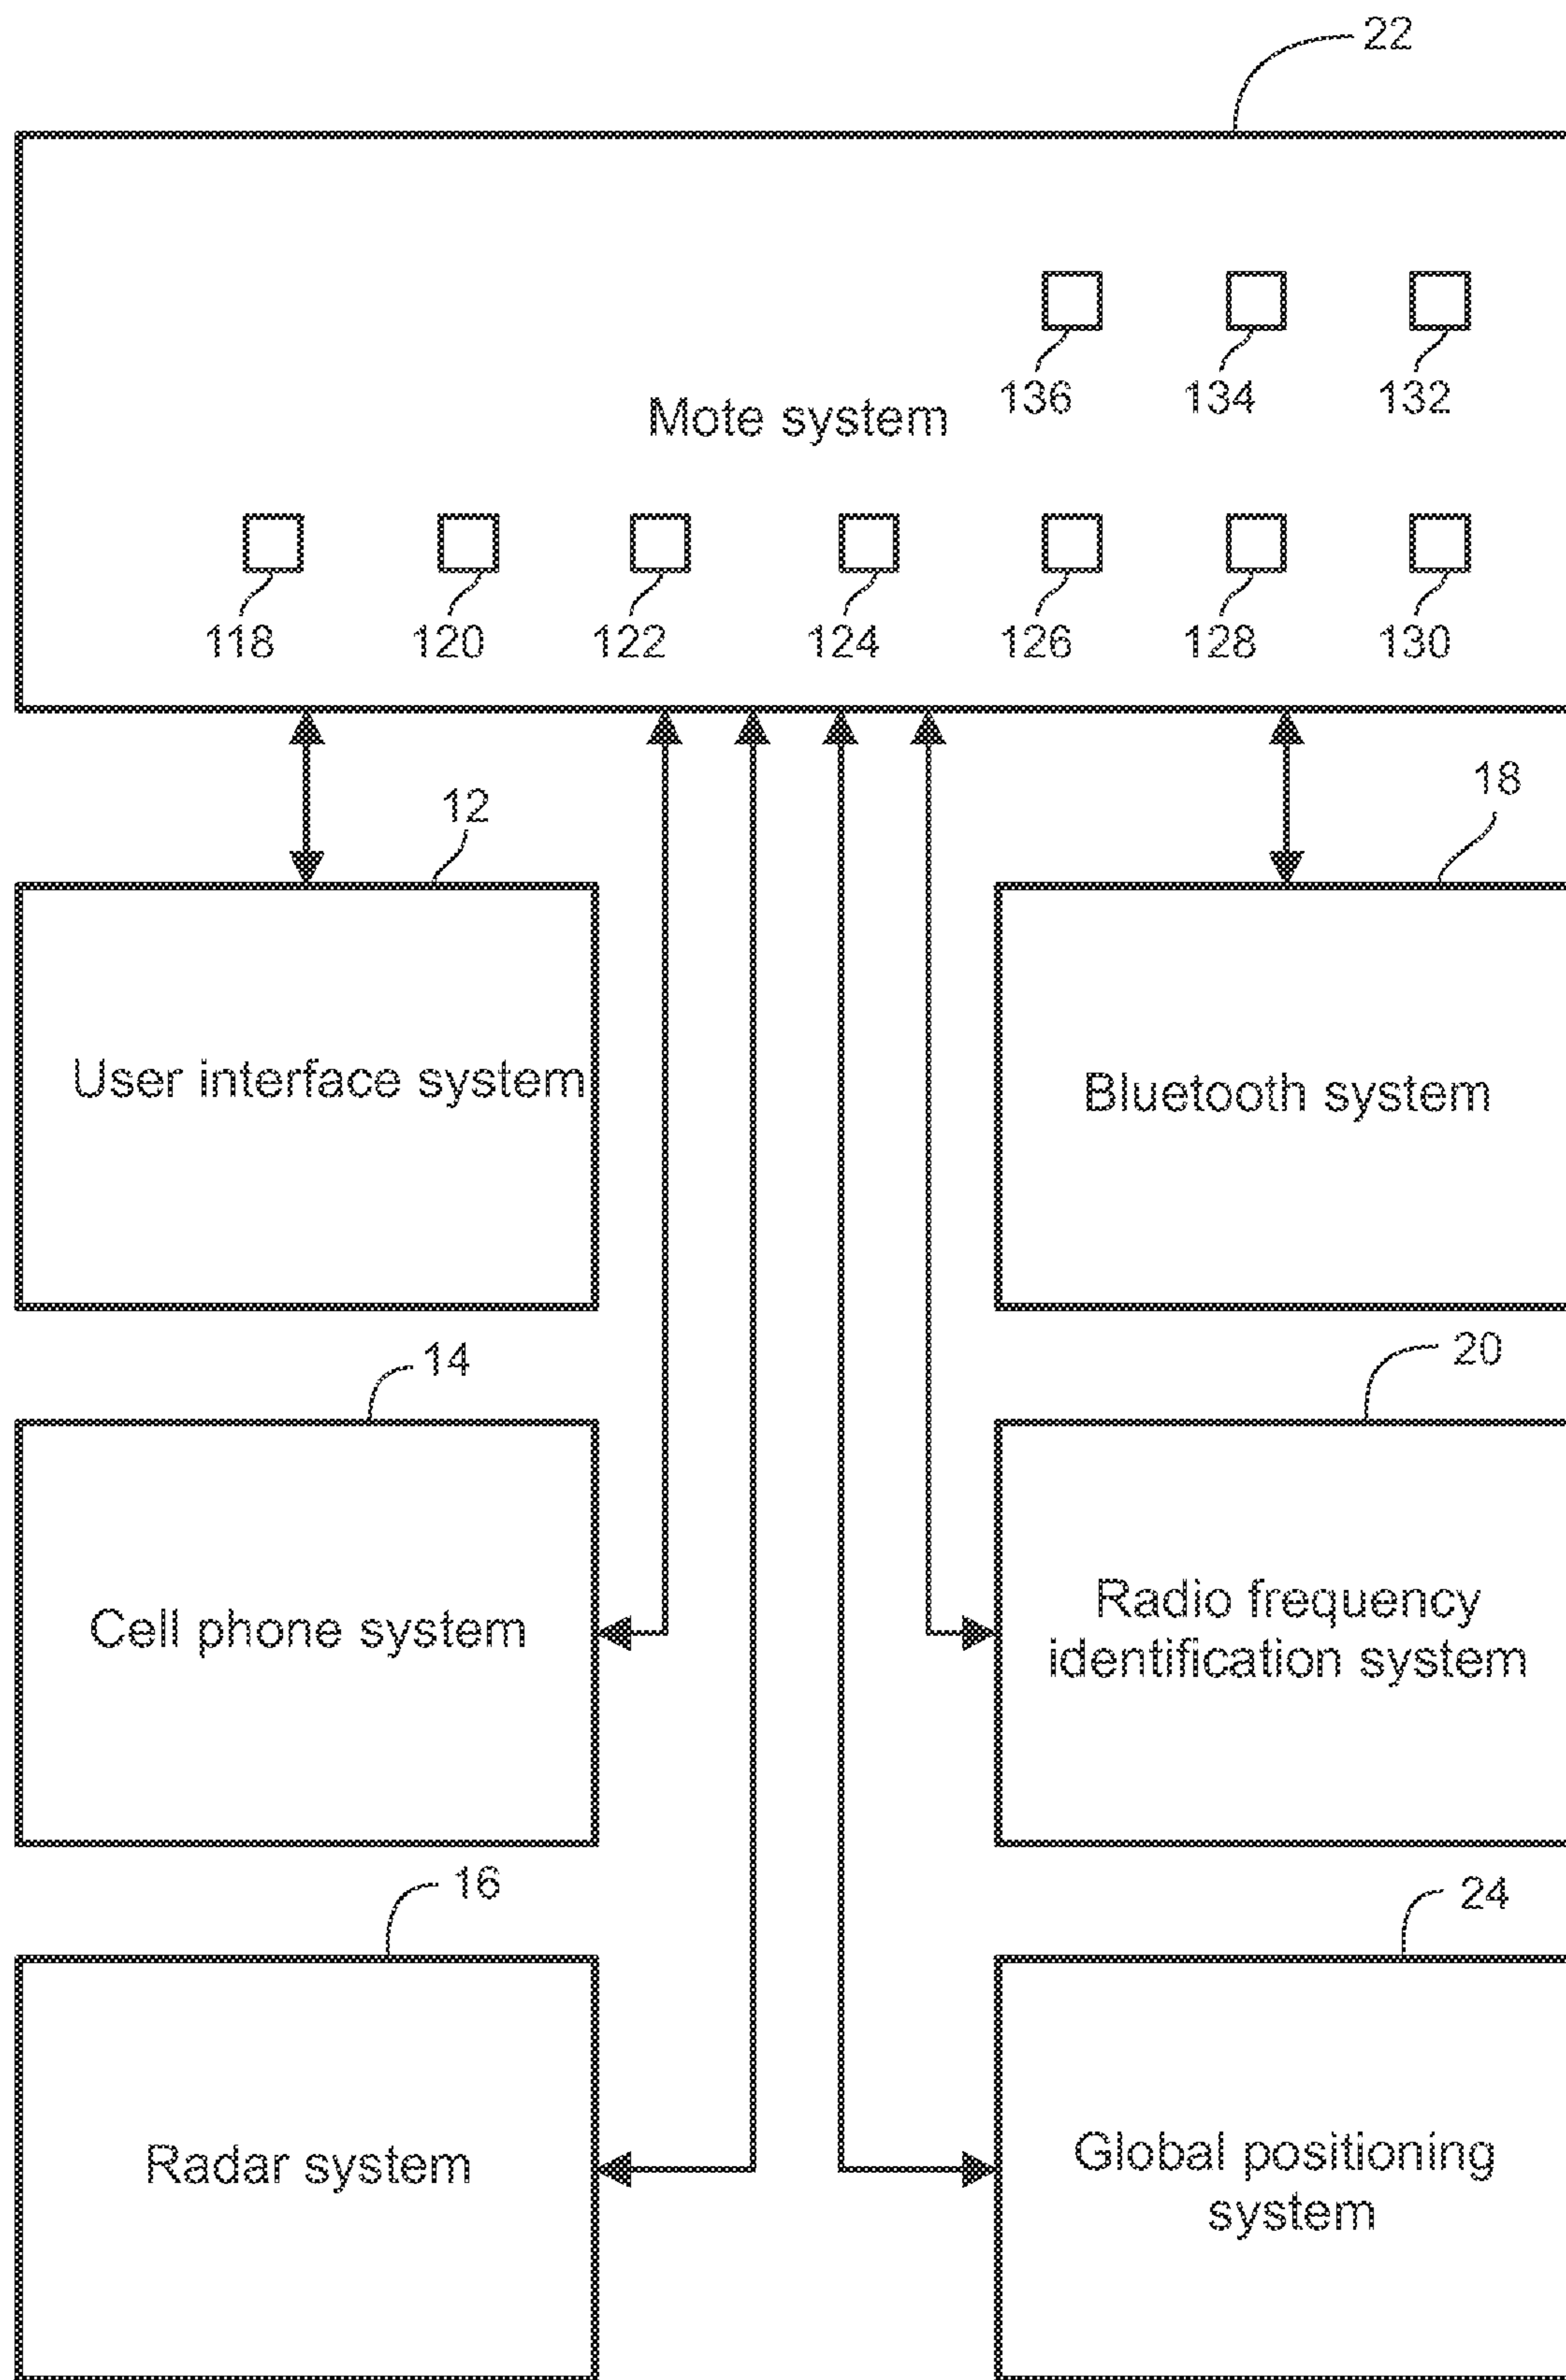 22
136 134 132
Mote system
118 120 122 124 126 128 130
12
18
User interface system
Bluetooth system
14
20
Cell phone system
Radio frequency
identification system
16
24
Radar system
Global positioning
system